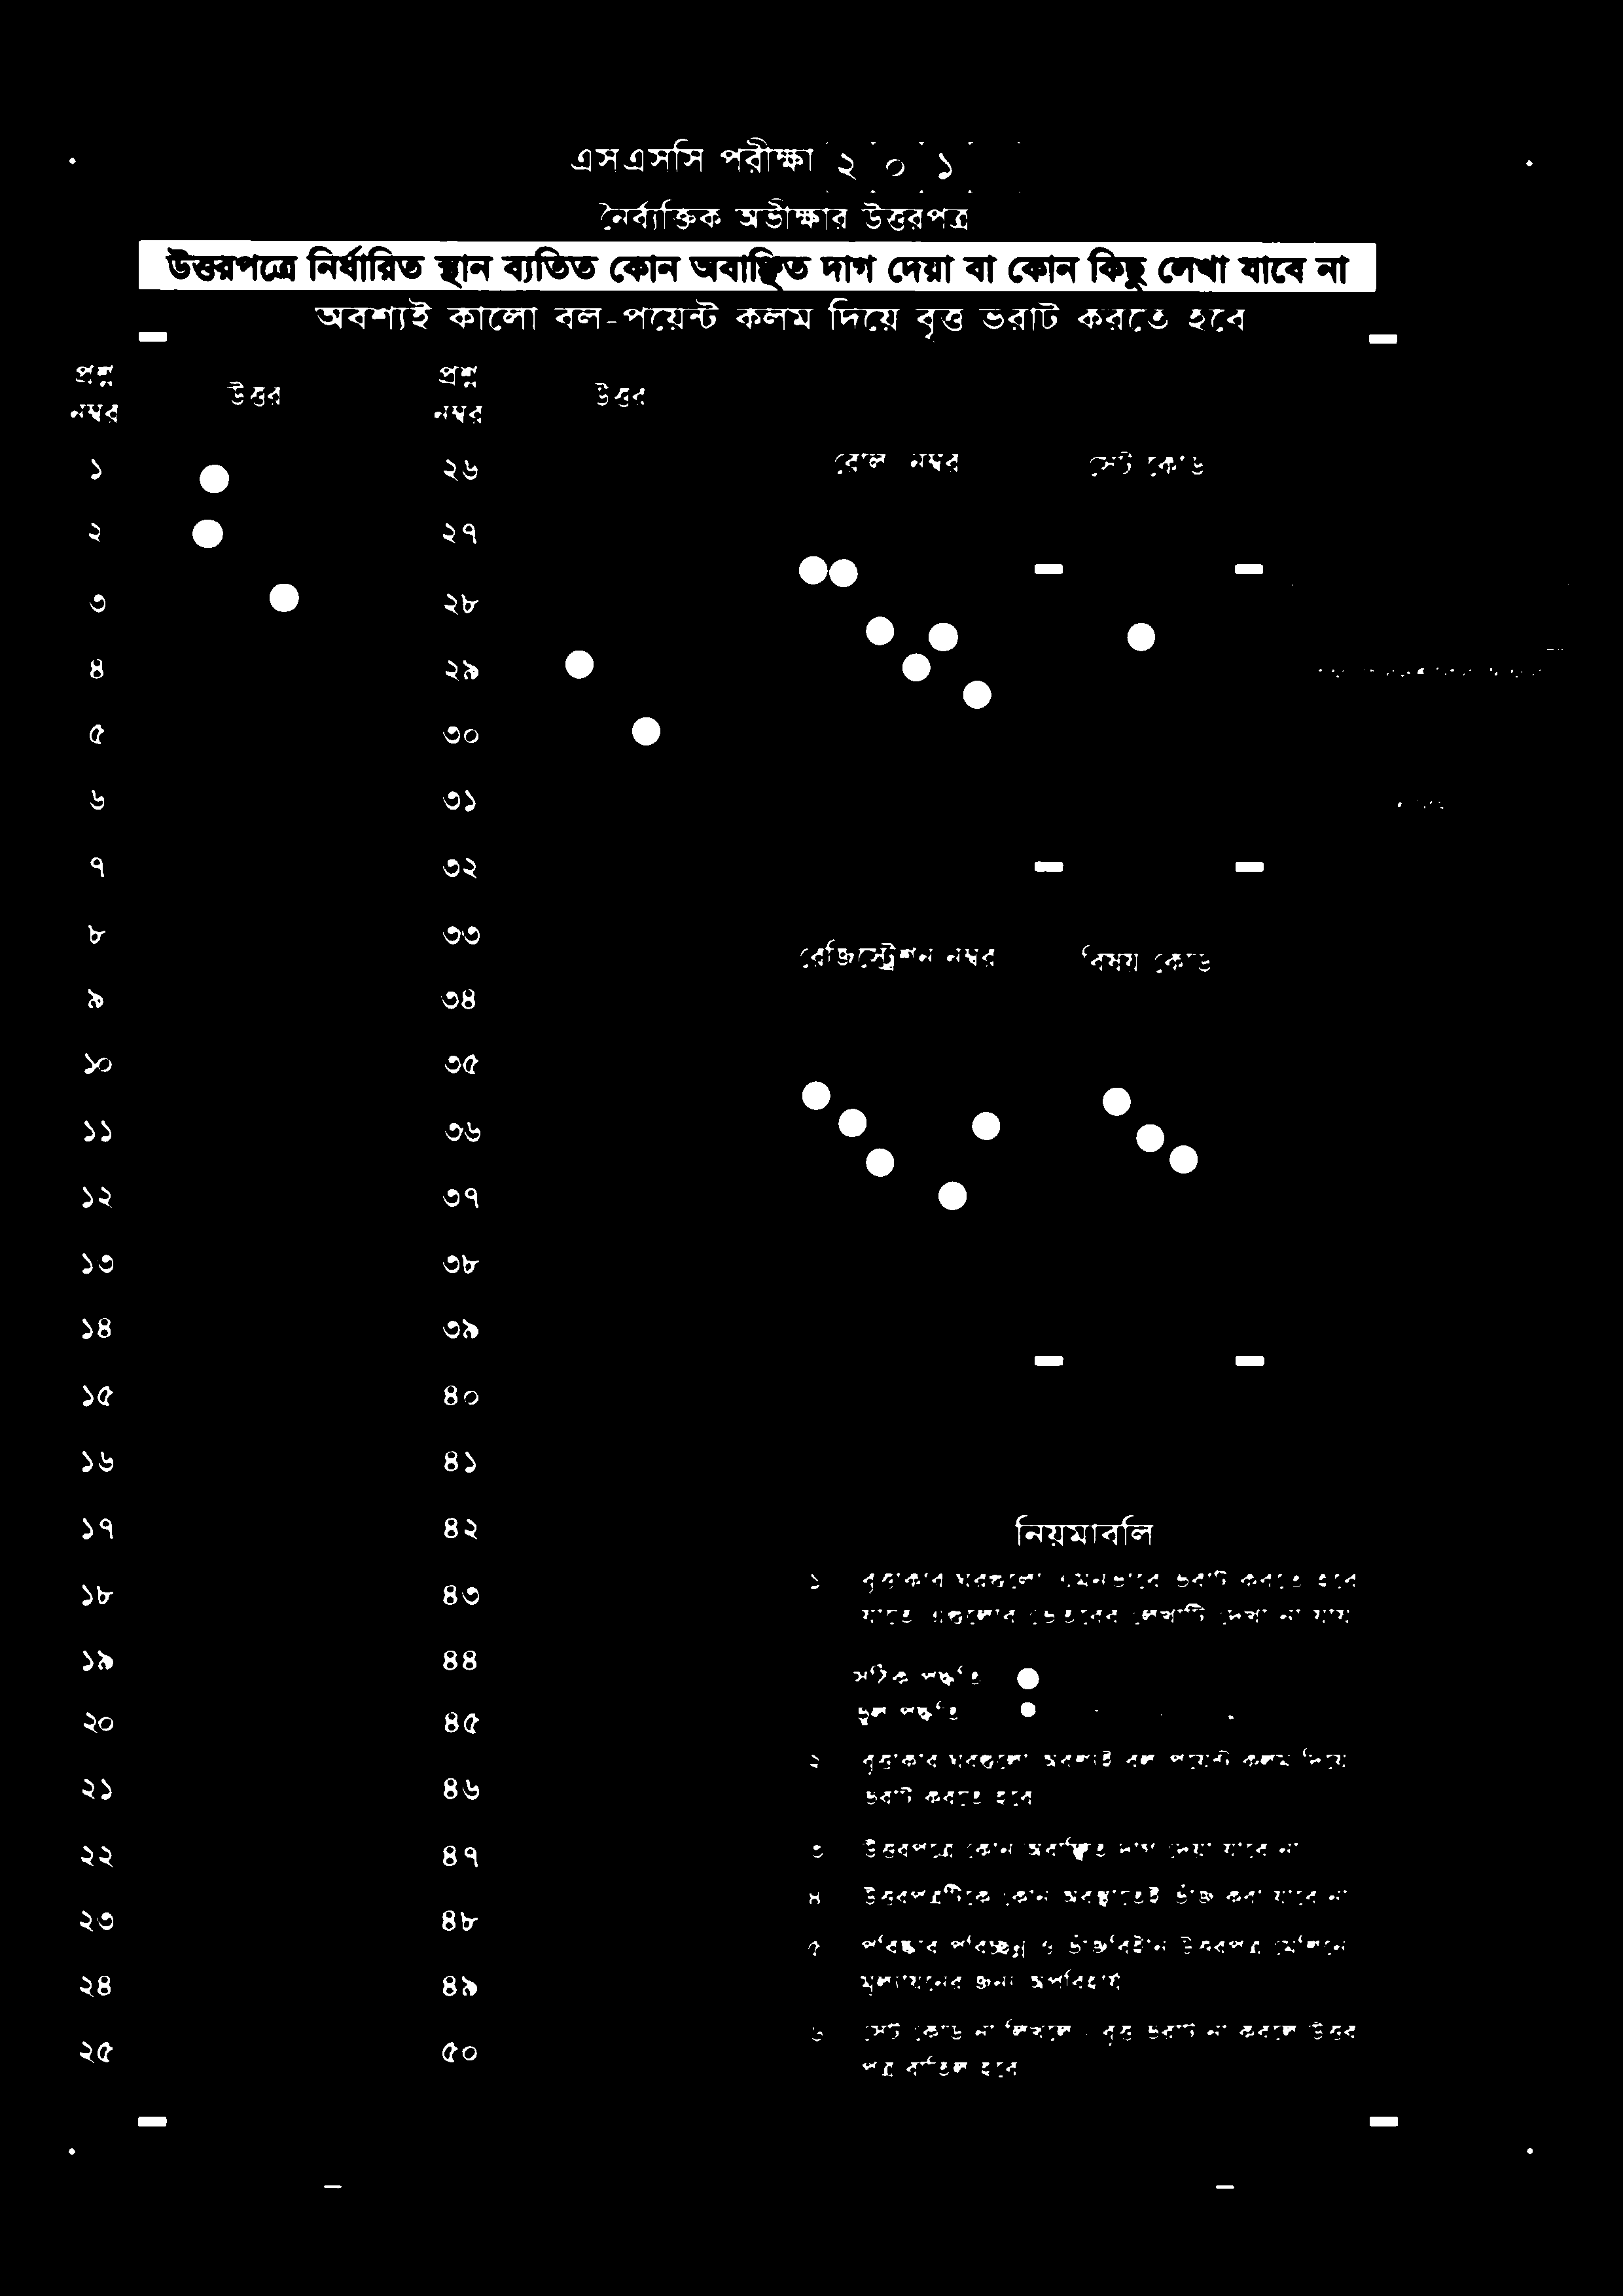 এসএসসি পরীক্ষা ২ ০ ১
নৈর্ব্যক্তিক অভীক্ষার উত্তরপত্র
উত্তরপত্রে নির্ধারিত স্থান ব্যতিত কোন অবাঞ্ছিত দাগ দেয়া বা কোন কিছু লেখা যাবে না
অবশ্যই কালো বল-পয়েন্ট কলম দিয়ে বৃত্ত ভরাট করতে হবে
প্রশ্ন নম্বর উত্তর
প্রশ্ন নম্বর উত্তর
১
২
৩
৪
৫
৬
৭
৮
৯
১০
১১
১২
১৩
১৪
১৫
১৬
১৭
১৮
১৯
২০
২১
২২
২৩
২৪
২৫
২৬
২৭
২৮
২৯
৩০
৩১
৩২
৩৩
৩৪
৩৫
৩৬
৩৭
৩৮
৩৯
৪০
৪১
৪২
৪৩
৪৪
৪৫
৪৬
৪৭
৪৮
৪৯
৫০
রোল নম্বর
সেট কোড
রেজিস্ট্রেশন নম্বর
বিষয় কোড
নিয়মাবলি
১ বৃত্তাকার ঘরগুলো এমনভাবে ভরাট করতে হবে
যাতে এগুলোর ভেতরের লেখাটি দেখা না যায়
সঠিক পদ্ধতি
ভুল পদ্ধতি
২ বৃত্তাকার ঘরগুলো অবশ্যই বল পয়েন্ট কলম দিয়ে
ভরাট করতে হবে
৩ উত্তরপত্রে কোন অবাঞ্ছিত দাগ দেয়া যাবে না
৪ উত্তরপত্রটিকে কোন অবস্থাতেই ভাঁজ করা যাবে না
৫ পরিষ্কার পরিচ্ছন্ন ও ভাঁজবিহীন উত্তরপত্র মেশিনে
মূল্যায়নের জন্য অপরিহার্য
৬ সেট কোড না লিখলে বৃত্ত ভরাট না করলে উত্তর
পত্র বাতিল হবে